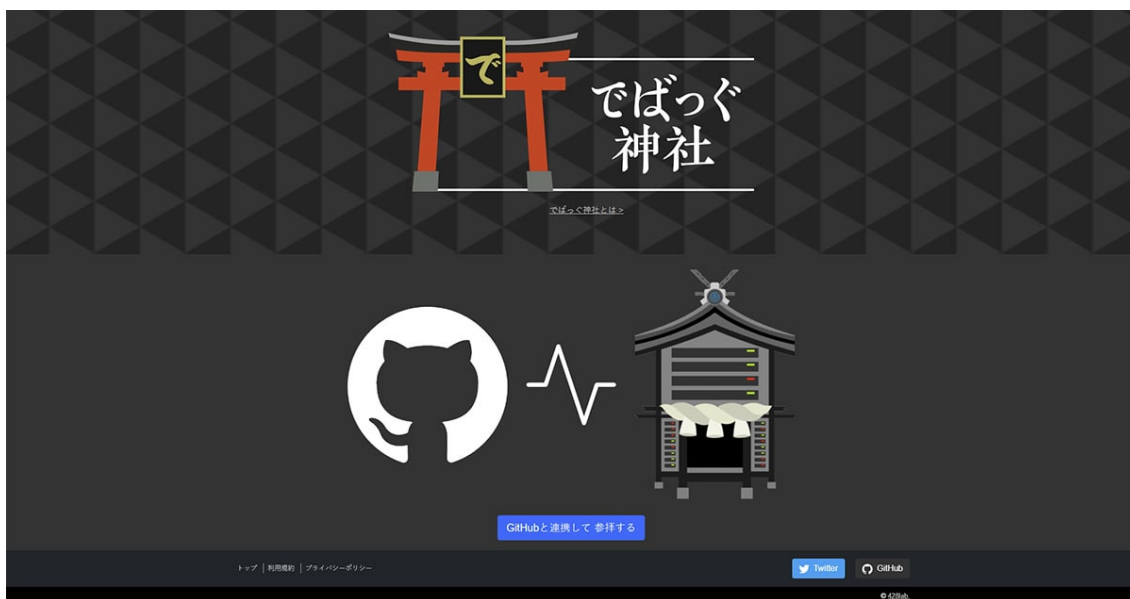 で
でばっぐ
神社
でばっぐ神社とは >
GitHubと連携して 参拝する
トップ | 利用規約 | プライバシーポリシー
Twitter
GitHub
© 428lab.